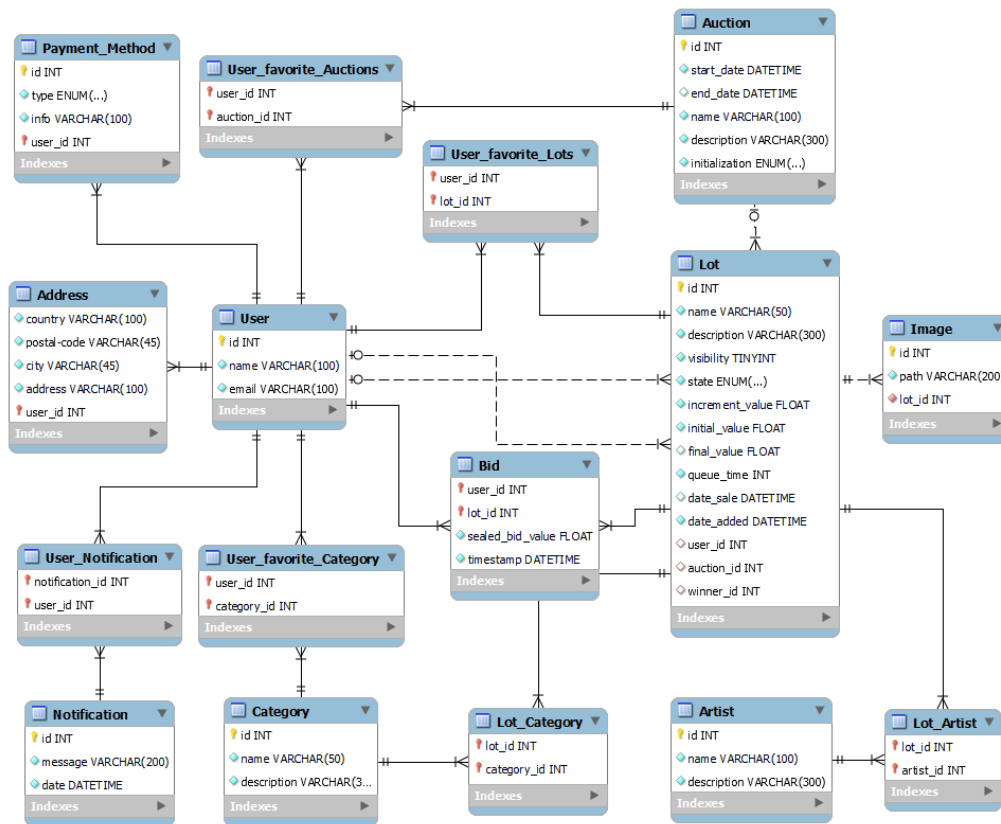 Payment_Method
id INT
type ENUM(...)
info VARCHAR(100)
user_id INT
Indexes
User_favorite_Auctions
user_id INT
auction_id INT
Indexes
User_favorite_Lots
user_id INT
lot_id INT
Indexes
Auction
id INT
start_date DATETIME
end_date DATETIME
name VARCHAR(100)
description VARCHAR(300)
initialization ENUM(...)
Indexes
Address
country VARCHAR(100)
postal-code VARCHAR(45)
city VARCHAR(45)
address VARCHAR(100)
user_id INT
Indexes
User
id INT
name VARCHAR(100)
email VARCHAR(100)
Indexes
Lot
id INT
name VARCHAR(50)
description VARCHAR(300)
visibility TINYINT
state ENUM(...)
increment_value FLOAT
initial_value FLOAT
final_value FLOAT
queue_time INT
date_sale DATETIME
date_added DATETIME
user_id INT
auction_id INT
winner_id INT
Indexes
Image
id INT
path VARCHAR(200)
lot_id INT
Indexes
Bid
user_id INT
lot_id INT
sealed_bid_value FLOAT
timestamp DATETIME
Indexes
User_Notification
notification_id INT
user_id INT
Indexes
User_favorite_Category
user_id INT
category_id INT
Indexes
Notification
id INT
message VARCHAR(200)
date DATETIME
Indexes
Category
id INT
name VARCHAR(50)
description VARCHAR(3...
Indexes
Lot_Category
lot_id INT
category_id INT
Indexes
Artist
id INT
name VARCHAR(100)
description VARCHAR(300)
Indexes
Lot_Artist
lot_id INT
artist_id INT
Indexes